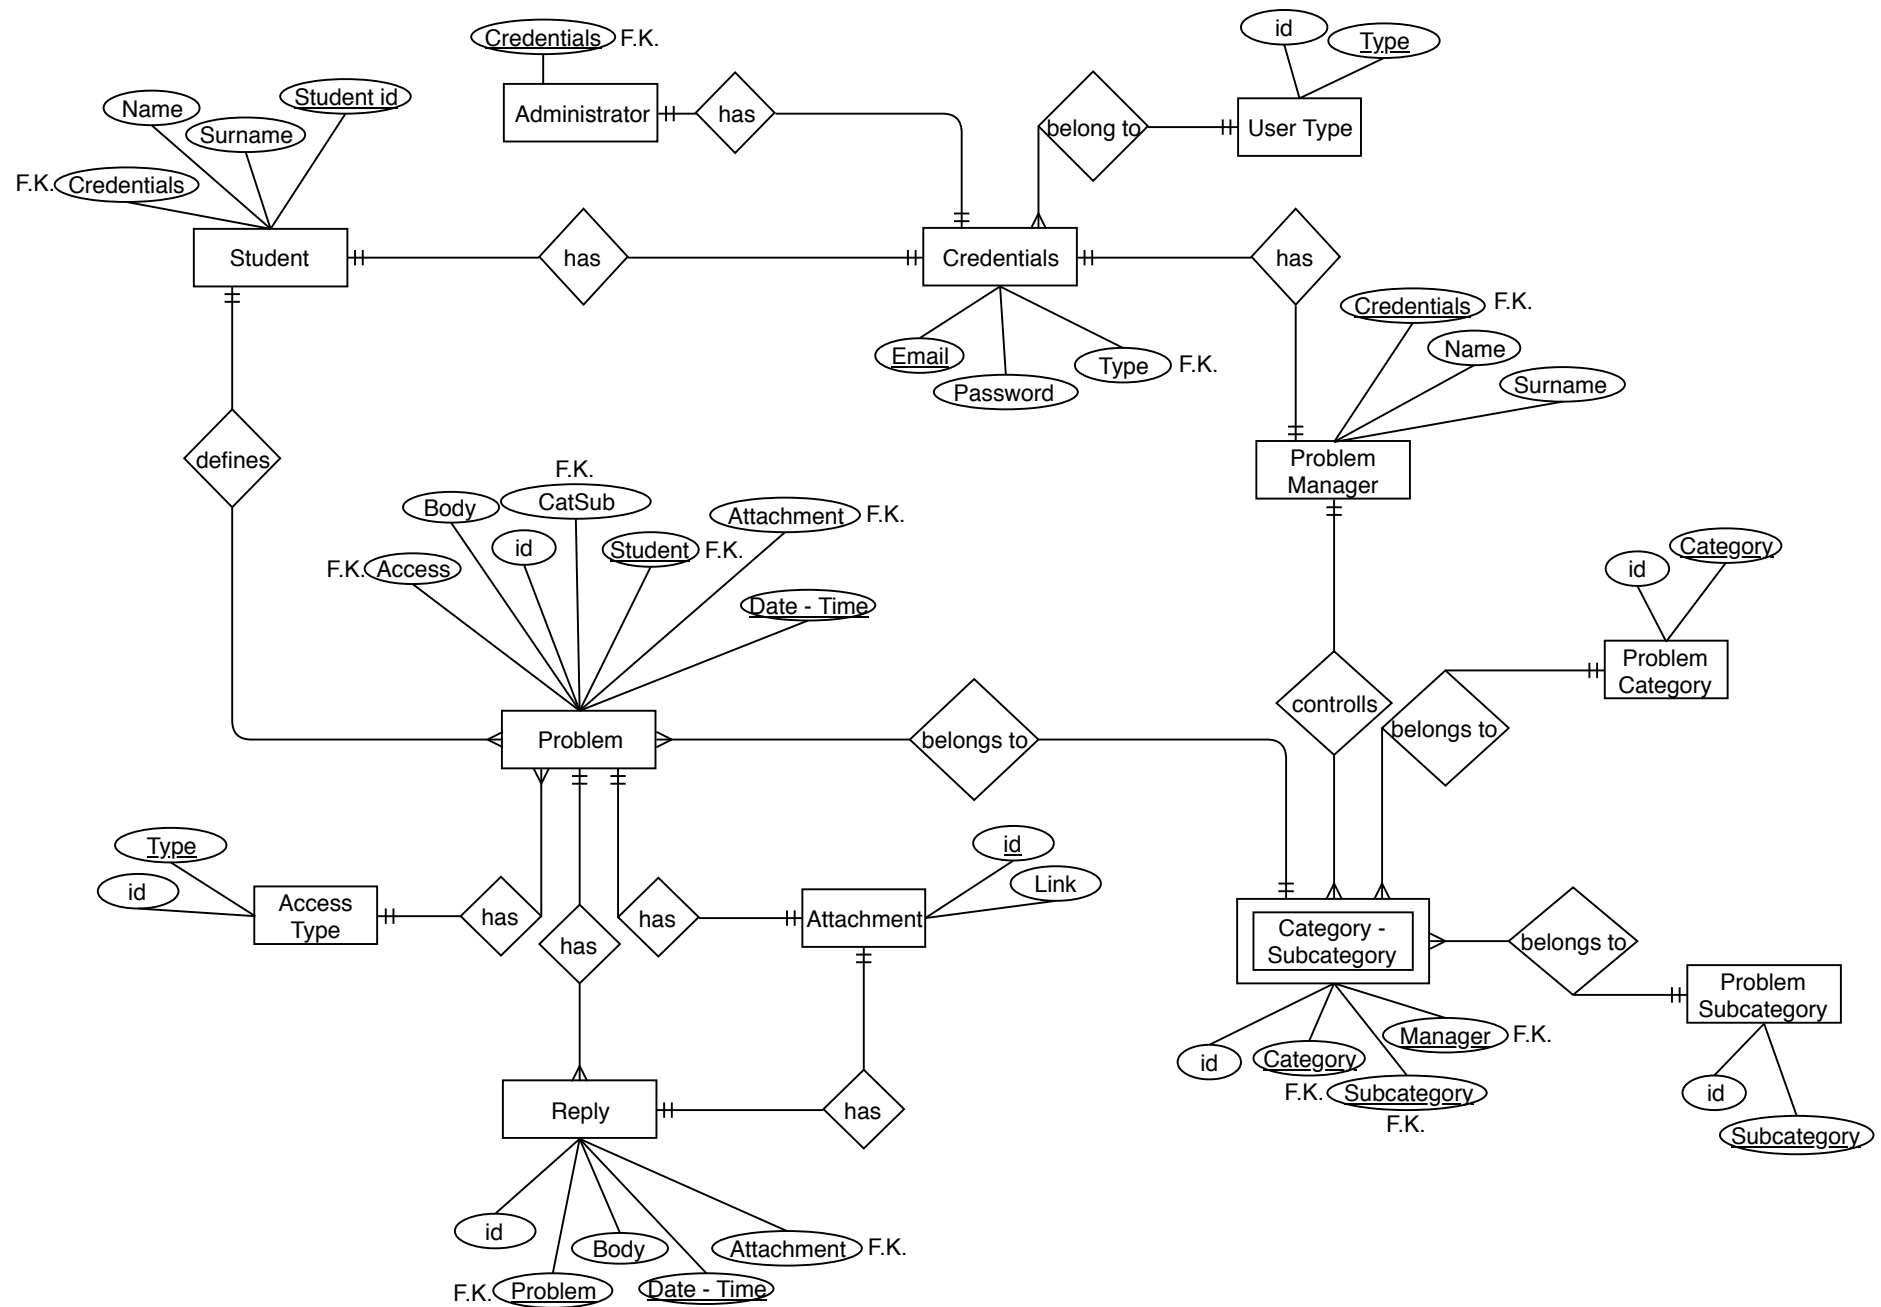 Credentials F.K.
id
Type
Administrator
has
belong to
User Type
Name
Student id
Surname
F.K. Credentials
Student
has
Credentials
has
Email
Password
Type F.K.
Credentials F.K.
Name
Surname
Problem
Manager
defines
F.K.
CatSub
Body
id
Student F.K.
Attachment F.K.
F.K. Access
Date - Time
Problem
belongs to
controlls
belongs to
id
Category
Problem
Category
Type
id
Access
Type
has
has
has
Attachment
id
Link
Category -
Subcategory
belongs to
Problem
Subcategory
id
Category
F.K.
Manager F.K.
Subcategory
F.K.
id
Subcategory
Reply
has
id
Body
Attachment F.K.
F.K. Problem
Date - Time